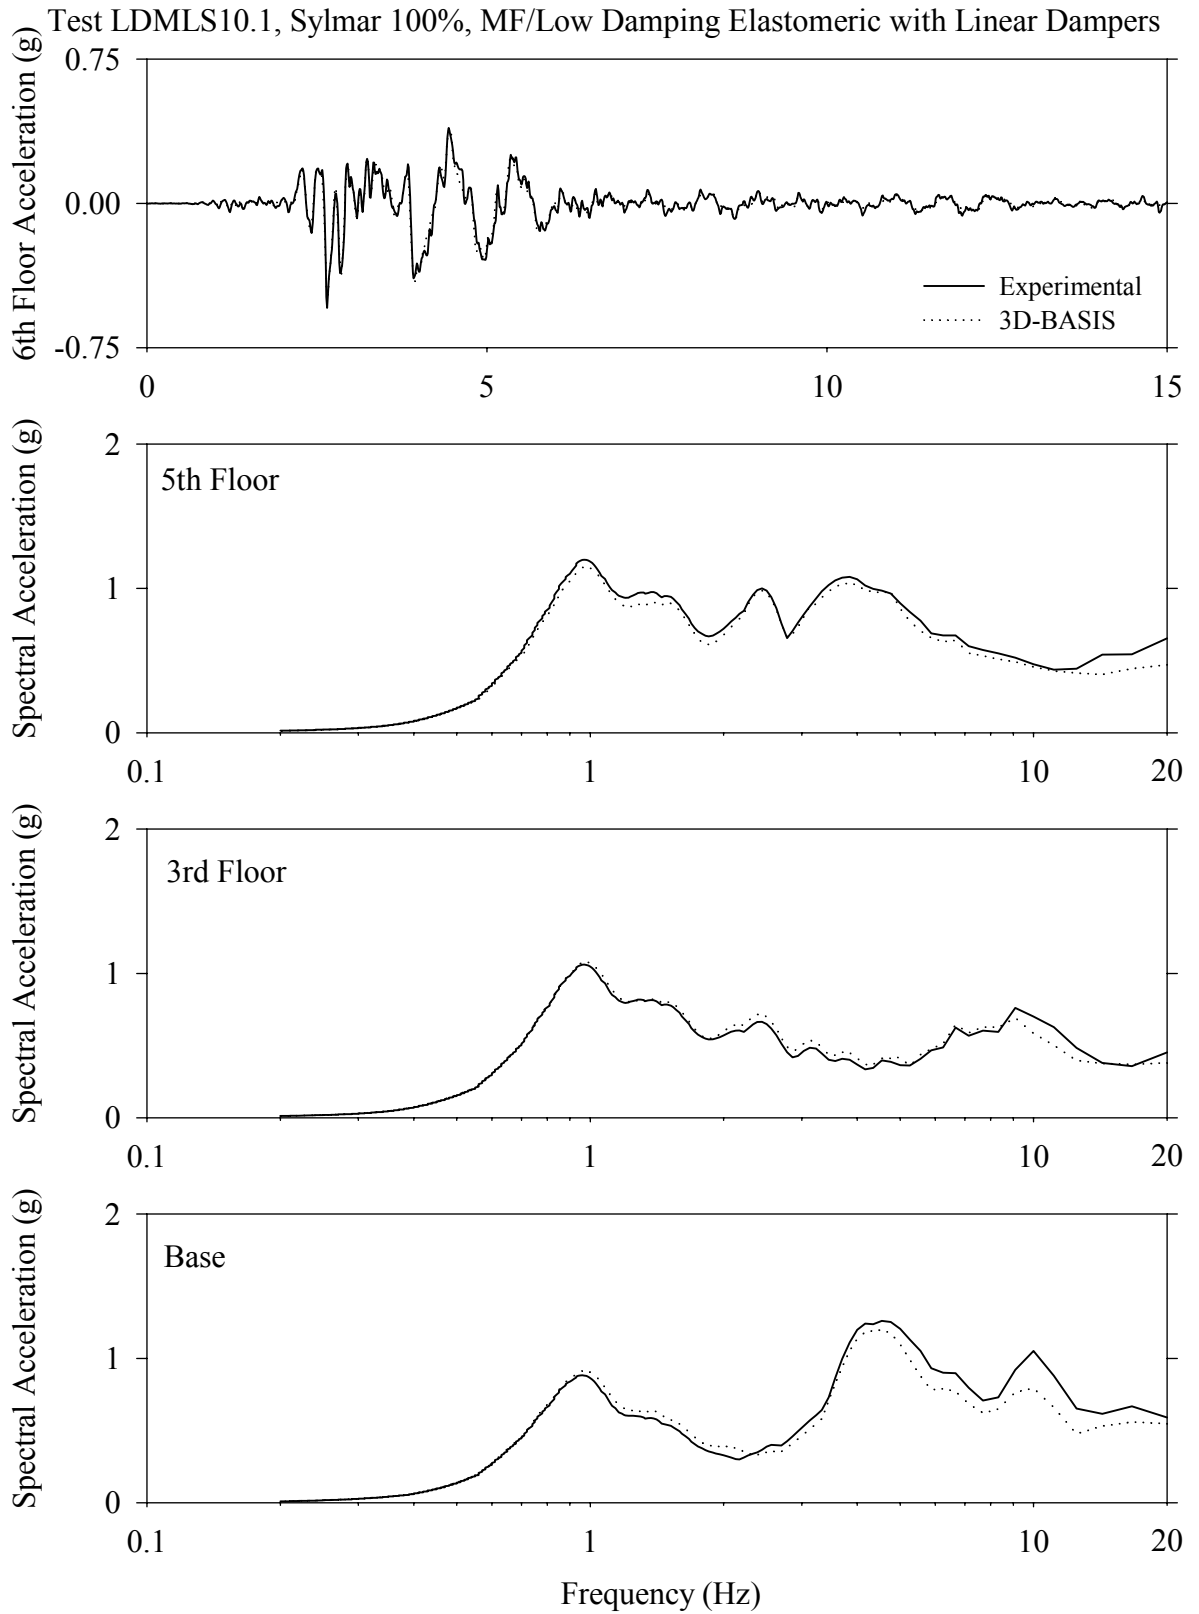 Test LDMLS10.1, Sylmar 100%, MF/Low Damping Elastomeric with Linear Dampers
6th Floor Acceleration (g)
0.75
0.00
-0.75
Experimental
3D-BASIS
0 5 10 15
Spectral Acceleration (g)
2
5th Floor
1
0
0.1 1 10 20
Spectral Acceleration (g)
2
3rd Floor
1
0
0.1 1 10 20
Spectral Acceleration (g)
2
Base
1
0
0.1 1 10 20
Frequency (Hz)